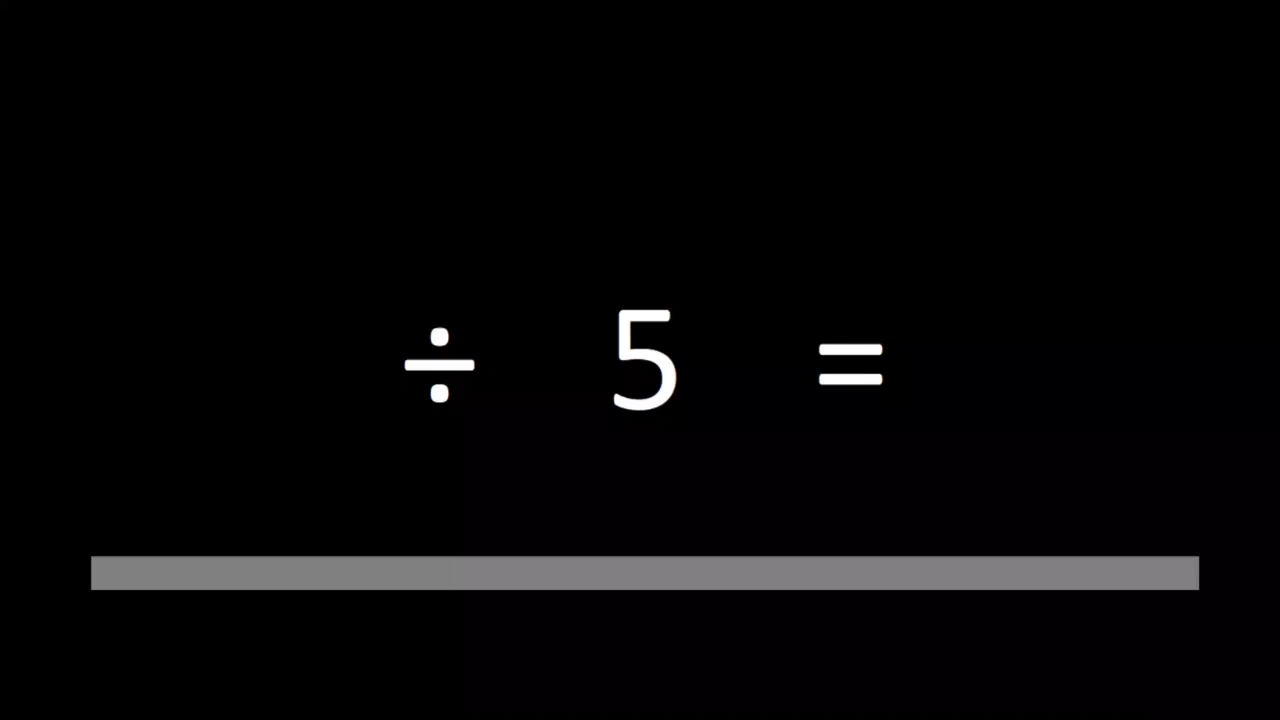 ÷ 5 =